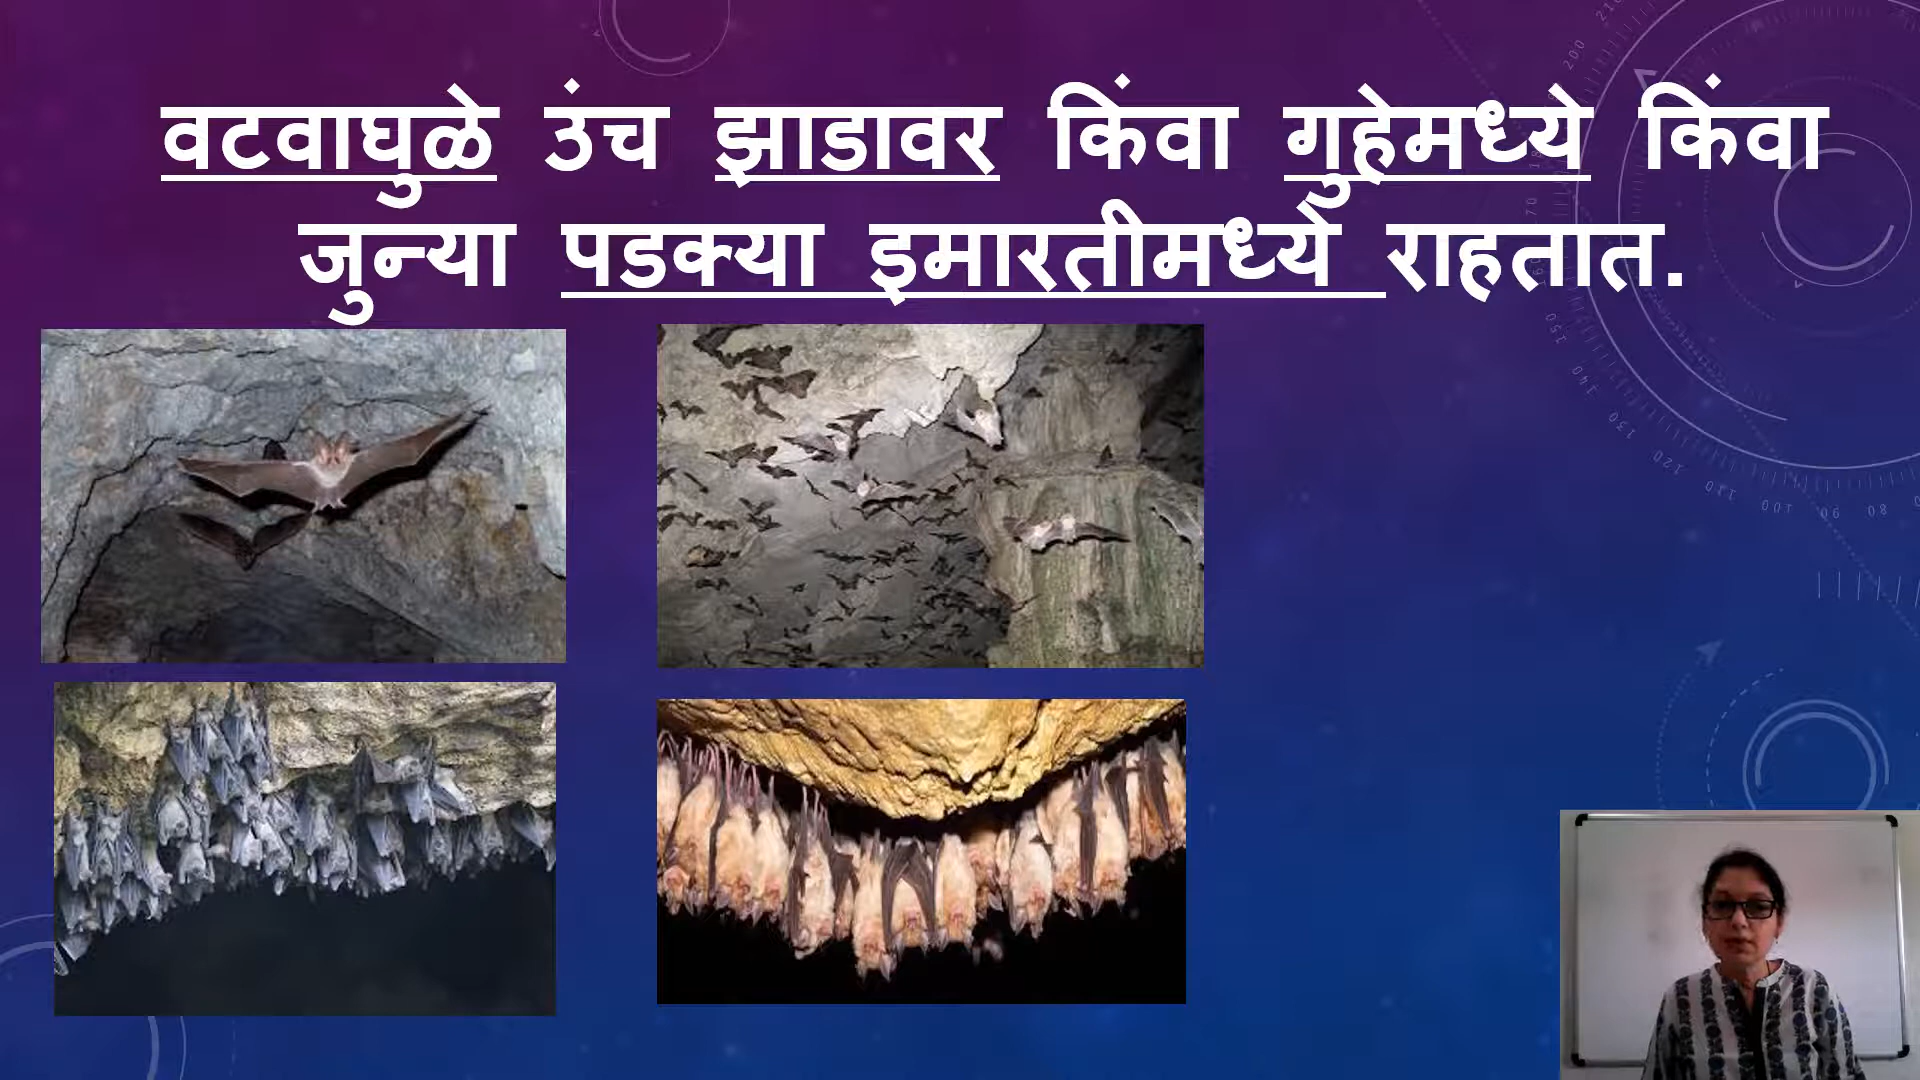 वटवाघुळे उंच झाडावर किंवा गुहेमध्ये किंवा
जुन्या पडक्या इमारतीमध्ये राहतात.